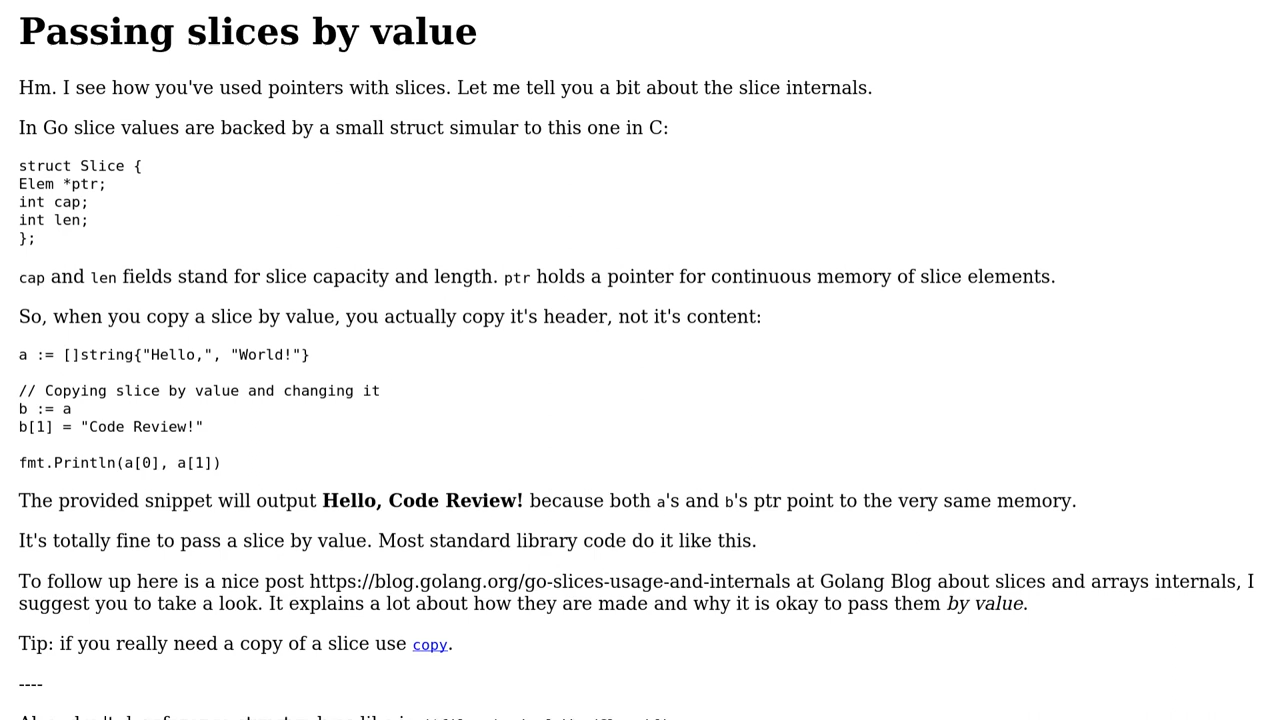 Passing slices by value
Hm. I see how you've used pointers with slices. Let me tell you a bit about the slice internals.
In Go slice values are backed by a small struct simular to this one in C:
struct Slice {
Elem *ptr;
int cap;
int len;
};
cap and len fields stand for slice capacity and length. ptr holds a pointer for continuous memory of slice elements.
So, when you copy a slice by value, you actually copy it's header, not it's content:
a := []string{"Hello,", "World!"}
// Copying slice by value and changing it
b := a
b[1] = "Code Review!"
fmt.Println(a[0], a[1])
The provided snippet will output Hello, Code Review! because both a's and b's ptr point to the very same memory.
It's totally fine to pass a slice by value. Most standard library code do it like this.
To follow up here is a nice post https://blog.golang.org/go-slices-usage-and-internals at Golang Blog about slices and arrays internals, I
suggest you to take a look. It explains a lot about how they are made and why it is okay to pass them by value.
Tip: if you really need a copy of a slice use copy.
----